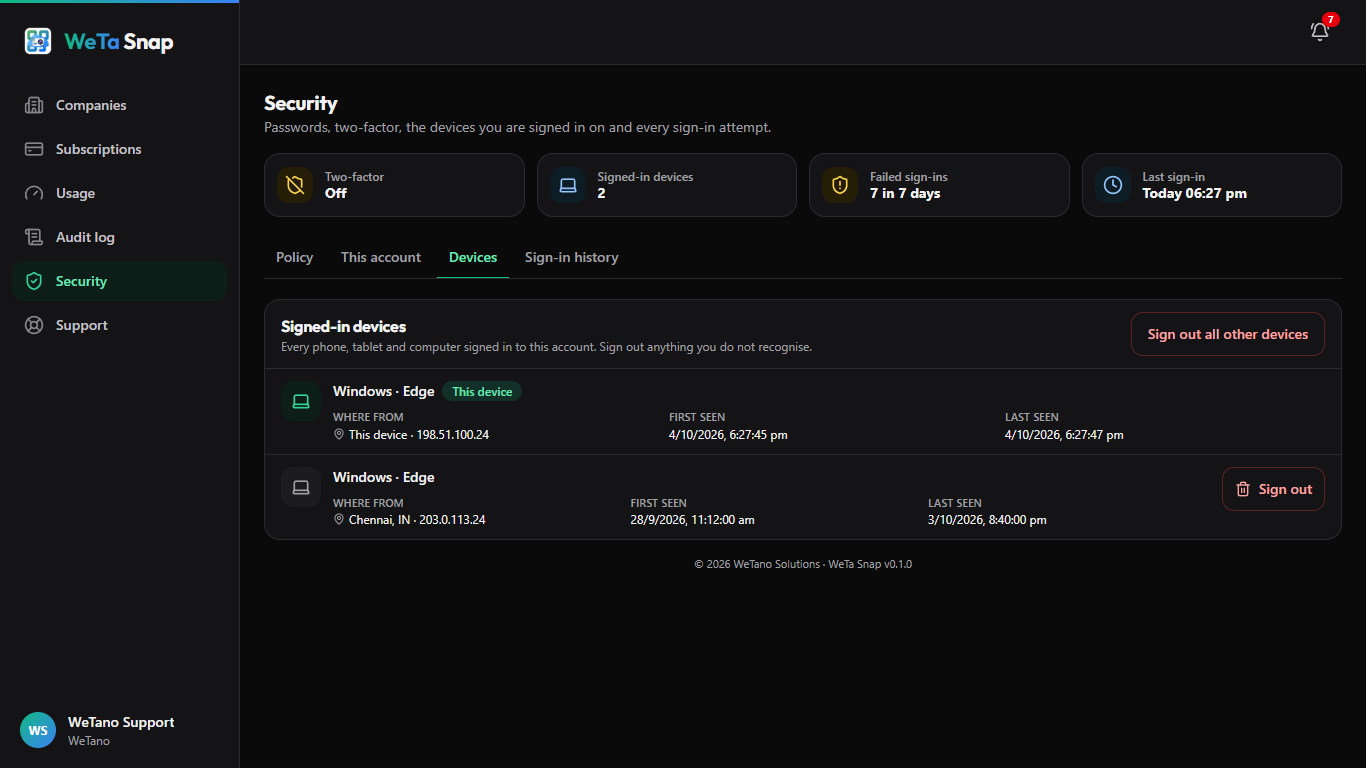 WeTa Snap
7
Companies
Subscriptions
Usage
Audit log
Security
Support
Security
Passwords, two-factor, the devices you are signed in on and every sign-in attempt.
Two-factor
Off
Signed-in devices
2
Failed sign-ins
7 in 7 days
Last sign-in
Today 06:27 pm
Policy This account Devices Sign-in history
Signed-in devices
Every phone, tablet and computer signed in to this account. Sign out anything you do not recognise.
Sign out all other devices
Windows · Edge This device
WHERE FROM FIRST SEEN LAST SEEN
This device · 198.51.100.24 4/10/2026, 6:27:45 pm 4/10/2026, 6:27:47 pm
Windows · Edge
WHERE FROM FIRST SEEN LAST SEEN
Chennai, IN · 203.0.113.24 28/9/2026, 11:12:00 am 3/10/2026, 8:40:00 pm
Sign out
© 2026 WeTano Solutions · WeTa Snap v0.1.0
WS
WeTano Support
WeTano